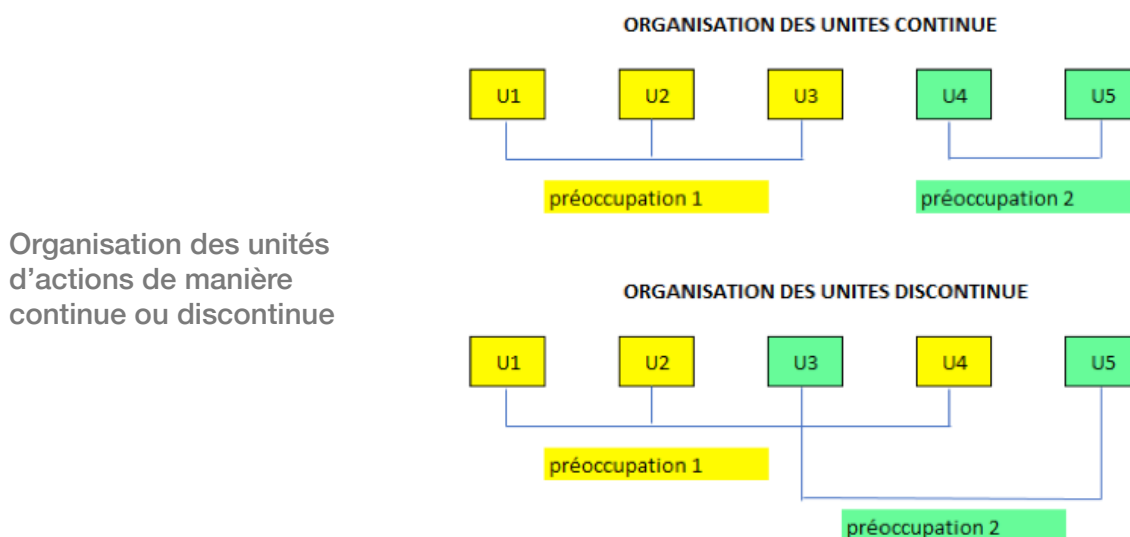 ORGANISATION DES UNITES CONTINUE
U1 U2 U3 U4 U5
préoccupation 1 préoccupation 2
Organisation des unités
d'actions de manière
continue ou discontinue
ORGANISATION DES UNITES DISCONTINUE
U1 U2 U3 U4 U5
préoccupation 1
préoccupation 2